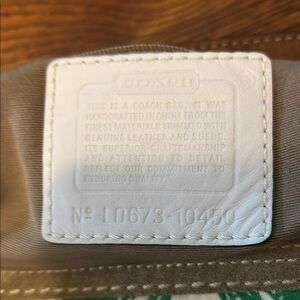 COACH
THIS IS A COACH BAG. IT WAS
HANDCRAFTED IN CHINA FROM THE
FINEST MATERIALS TRIMMED WITH
GENUINE LEATHER AND SUEDE.
ITS SUPERIOR CRAFTSMANSHIP
AND ATTENTION TO DETAIL
REFLECT OUR COMMITMENT TO
ENDURING QUALITY.
Nº L0673-10450